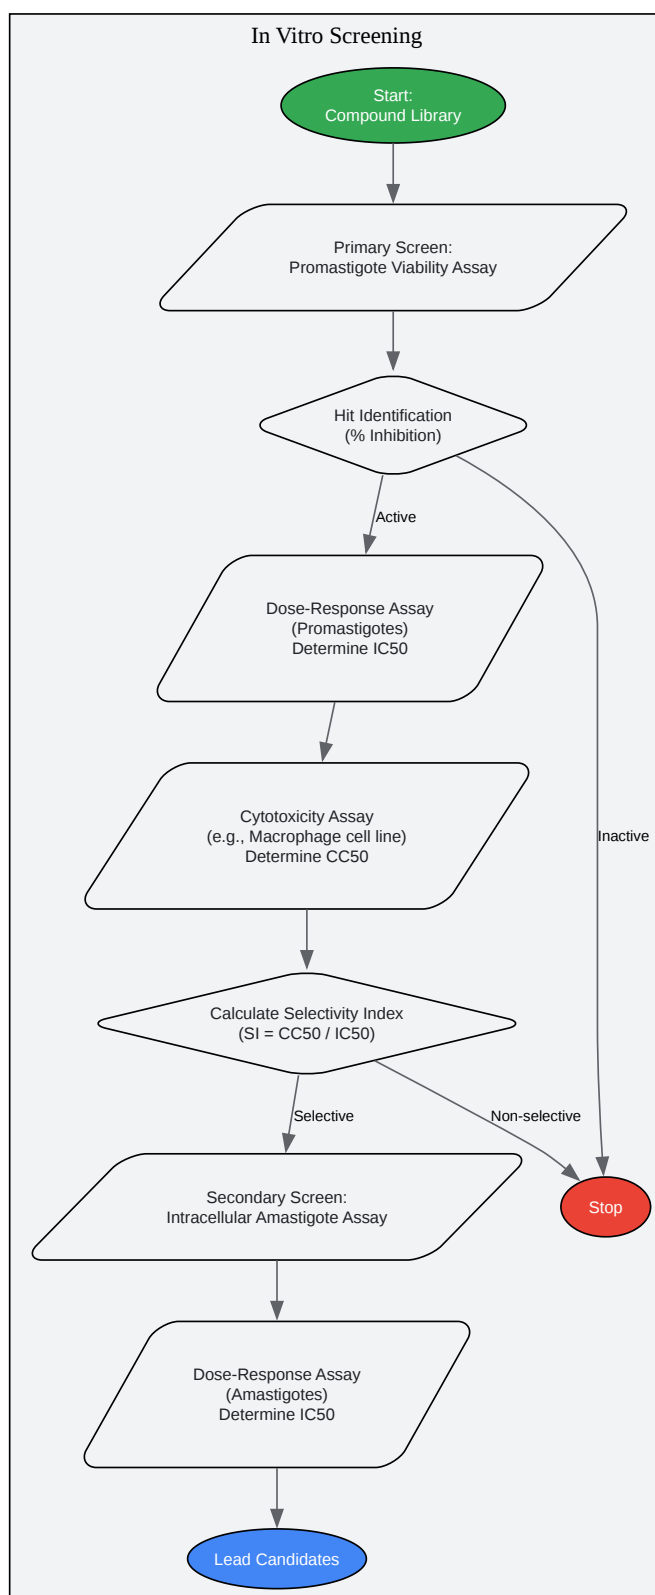 In Vitro Screening
Start:
Compound Library
Primary Screen:
Promastigote Viability Assay
Hit Identification
(% Inhibition)
Active
Dose-Response Assay
(Promastigotes)
Determine IC50
Cytotoxicity Assay
(e.g., Macrophage cell line)
Determine CC50
Inactive
Calculate Selectivity Index
(SI = CC50 / IC50)
Selective
Non-selective
Secondary Screen:
Intracellular Amastigote Assay
Stop
Dose-Response Assay
(Amastigotes)
Determine IC50
Lead Candidates